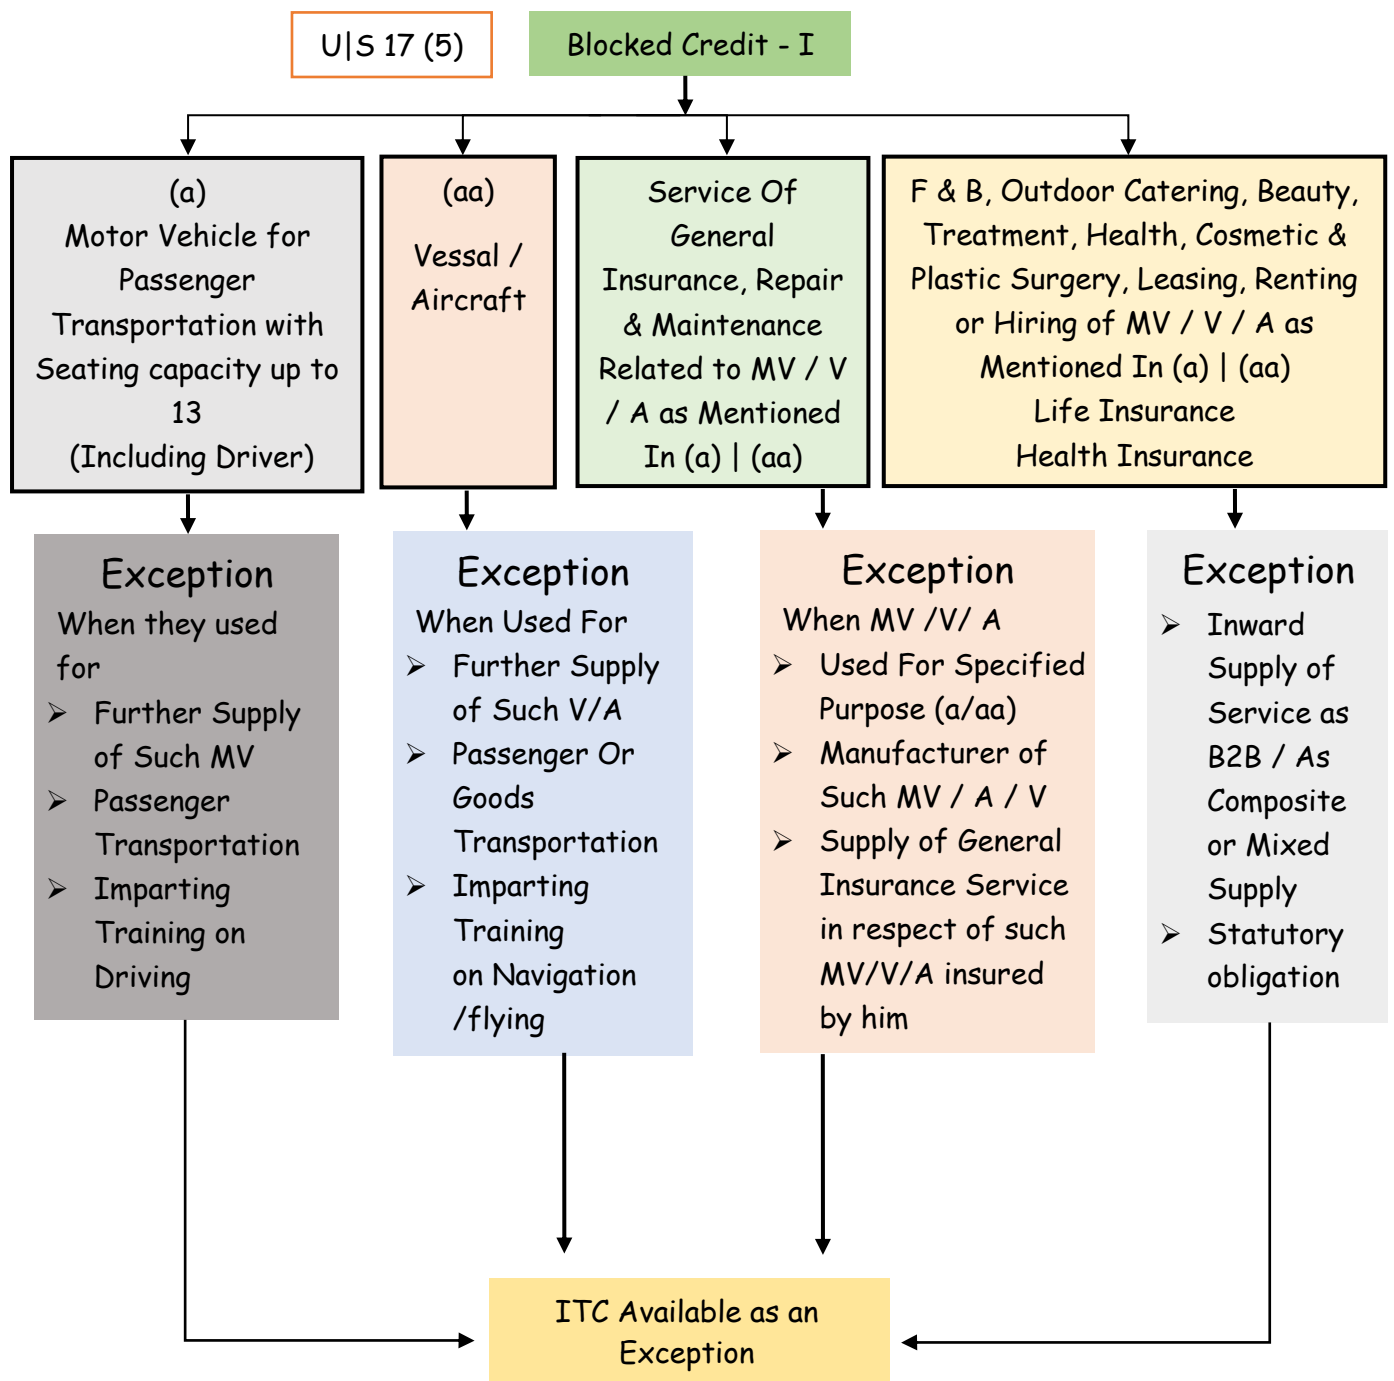 U|S 17 (5)
Blocked Credit - I
(a)
Motor Vehicle for
Passenger
Transportation with
Seating capacity up to
13
(Including Driver)
(aa)
Vessal /
Aircraft
Service Of
General
Insurance, Repair
& Maintenance
Related to MV / V
/ A as Mentioned
In (a) | (aa)
F & B, Outdoor Catering, Beauty,
Treatment, Health, Cosmetic &
Plastic Surgery, Leasing, Renting
or Hiring of MV / V / A as
Mentioned In (a) | (aa)
Life Insurance
Health Insurance
Exception
When they used
for
➢ Further Supply
of Such MV
➢ Passenger
Transportation
➢ Imparting
Training on
Driving
Exception
When Used For
➢ Further Supply
of Such V/A
➢ Passenger Or
Goods
Transportation
➢ Imparting
Training
on Navigation
/flying
Exception
When MV /V/ A
➢ Used For Specified
Purpose (a/aa)
➢ Manufacturer of
Such MV / A / V
➢ Supply of General
Insurance Service
in respect of such
MV/V/A insured
by him
Exception
➢ Inward
Supply of
Service as
B2B / As
Composite
or Mixed
Supply
➢ Statutory
obligation
ITC Available as an
Exception